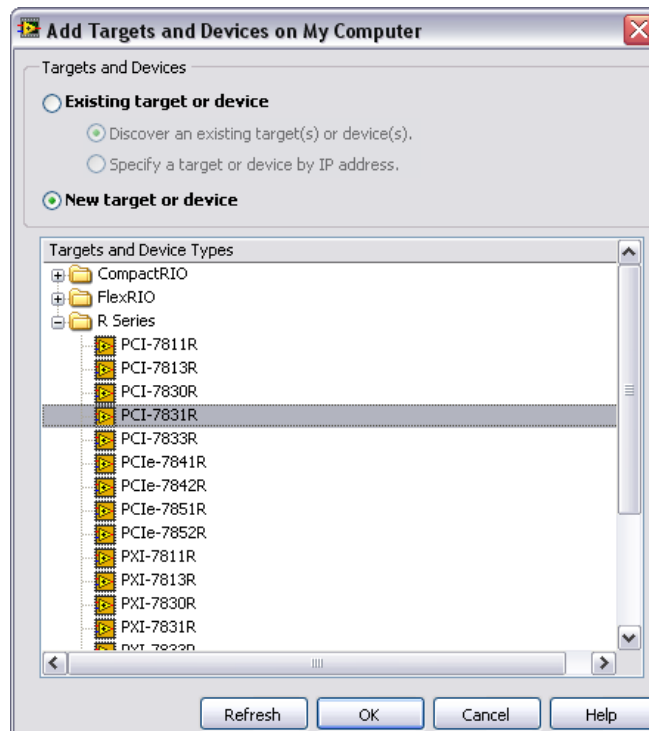 Add Targets and Devices on My Computer
Targets and Devices
Existing target or device
Discover an existing target(s) or device(s).
Specify a target or device by IP address.
New target or device
Targets and Device Types
CompactRIO
FlexRIO
R Series
PCI-7811R
PCI-7813R
PCI-7830R
PCI-7831R
PCI-7833R
PCIe-7841R
PCIe-7842R
PCIe-7851R
PCIe-7852R
PXI-7811R
PXI-7813R
PXI-7830R
PXI-7831R
Refresh OK Cancel Help